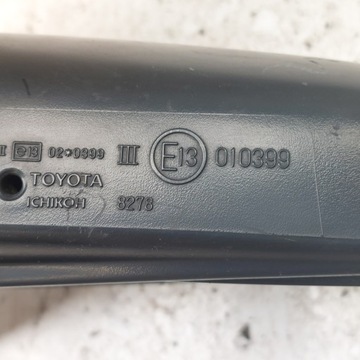 II e13 02*0399 III E13 010399
TOYOTA
ICHIKOH 8278